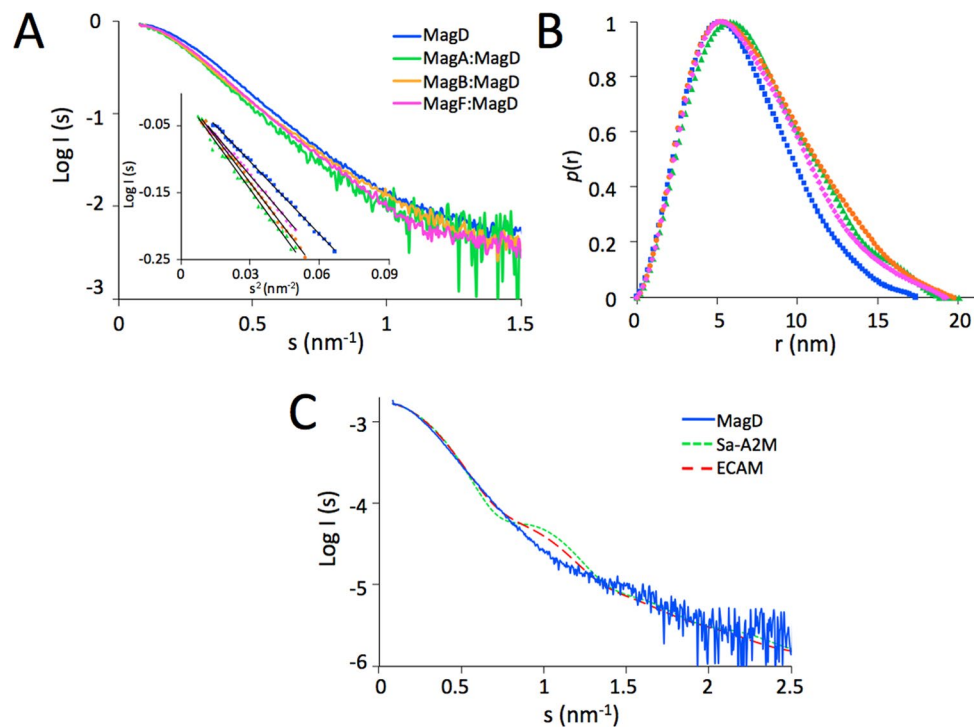 A
MagD
MagA:MagD
MagB:MagD
MagF:MagD
Log I (s)
0
-1
-2
-3
0.5
1
1.5
s (nm-1)
Log I (s)
-0.05
-0.15
-0.25
0
0.03
0.06
0.09
s2 (nm-2)
B
p(r)
1
0.8
0.6
0.4
0.2
0
0
5
10
15
20
r (nm)
C
MagD
Sa-A2M
ECAM
Log I (s)
-3
-4
-5
-6
0
0.5
1
1.5
2
2.5
s (nm-1)